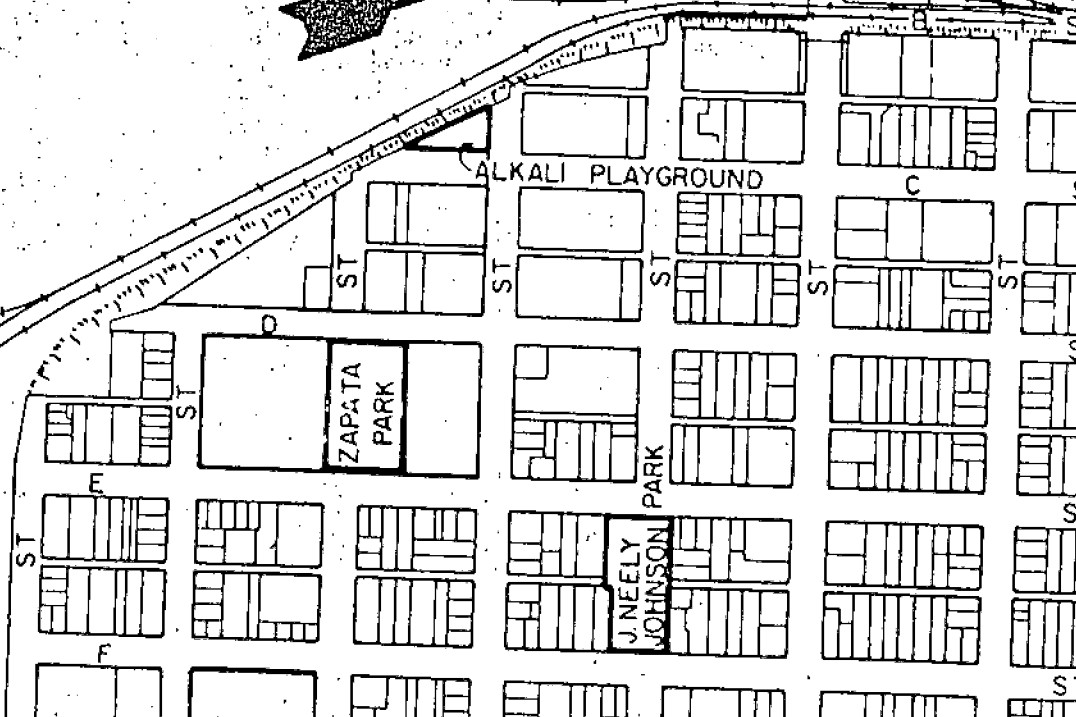 B
S
ALKALI PLAYGROUND
C
S
ST
ST
ST
ST
ST
D
ZAPATA
PARK
ST
PARK
E
S
J. NEELY
JOHNSON
ST
F
ST